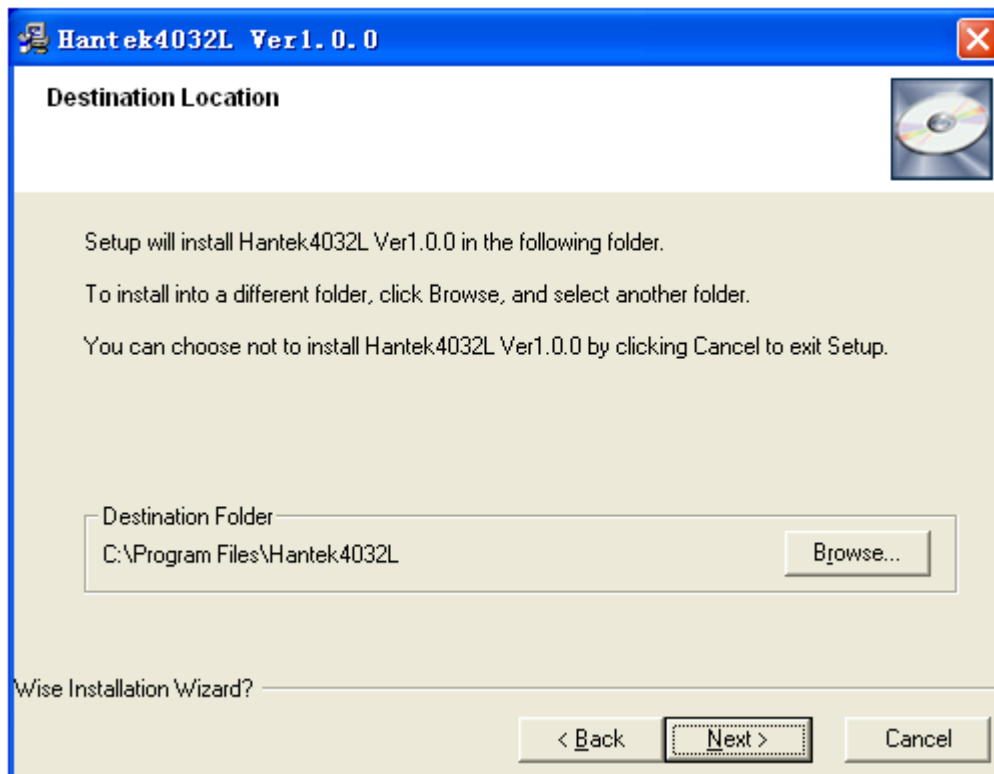 Hantek4032L Ver1.0.0
Destination Location
Setup will install Hantek4032L Ver1.0.0 in the following folder.
To install into a different folder, click Browse, and select another folder.
You can choose not to install Hantek4032L Ver1.0.0 by clicking Cancel to exit Setup.
Destination Folder
C:\Program Files\Hantek4032L
Browse...
Wise Installation Wizard?
< Back
Next >
Cancel